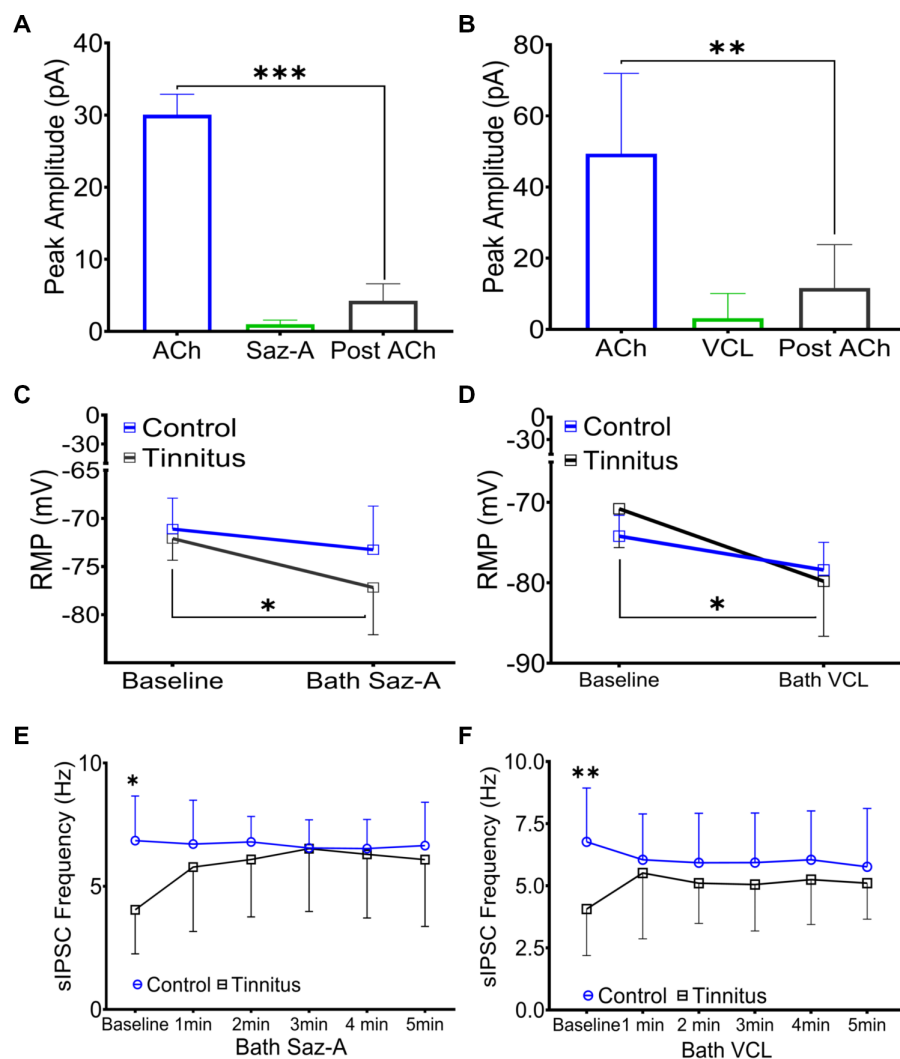 A
Peak Amplitude (pA)
40
30
20
10
0
***
ACh Saz-A Post ACh
B
Peak Amplitude (pA)
80
60
40
20
0
**
ACh VCL Post ACh
C
RMP (mV)
0
-30
-65
-70
-75
-80
Control
Tinnitus
*
Baseline Bath Saz-A
D
RMP (mV)
0
-30
-70
-80
-90
Control
Tinnitus
*
Baseline Bath VCL
E
sIPSC Frequency (Hz)
10
5
0
*
Control Tinnitus
Baseline 1min 2min 3min 4 min 5min
Bath Saz-A
F
sIPSC Frequency (Hz)
10.0
7.5
5.0
2.5
0.0
**
Control Tinnitus
Baseline 1 min 2 min 3min 4min 5min
Bath VCL